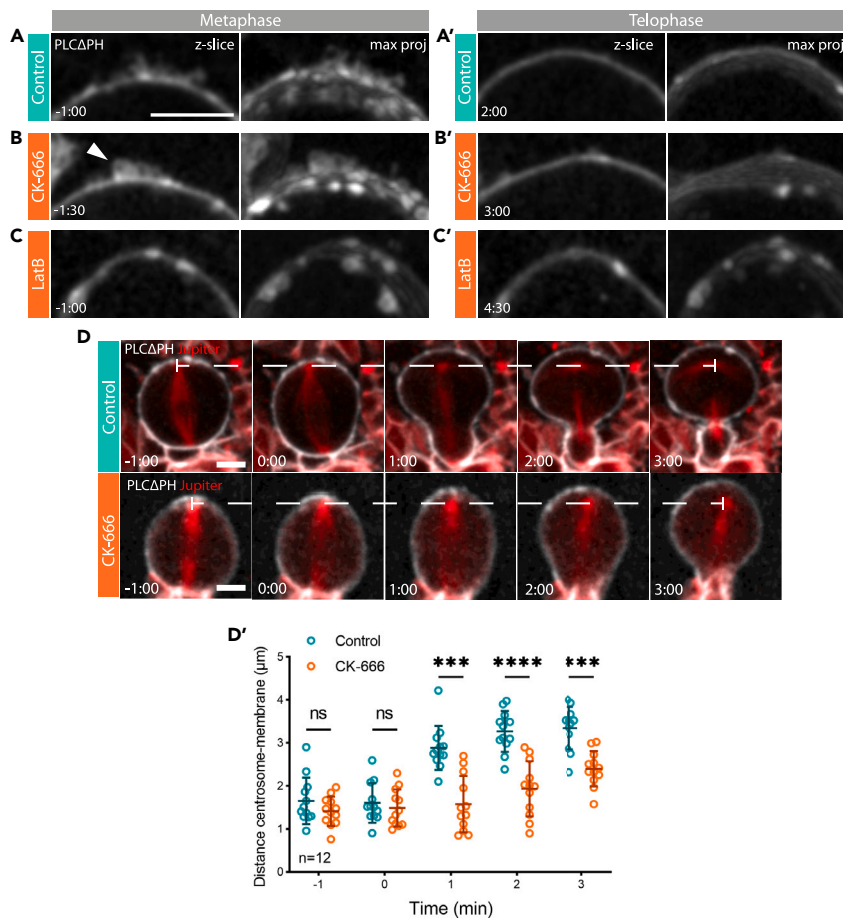 Metaphase
Telophase
A
Control
PLCΔPH
z-slice
max proj
-1:00
A'
Control
z-slice
max proj
2:00
B
CK-666
-1:30
B'
CK-666
3:00
C
LatB
-1:00
C'
LatB
4:30
D
Control
PLCΔPH Jupiter
-1:00
0:00
1:00
2:00
3:00
CK-666
PLCΔPH Jupiter
-1:00
0:00
1:00
2:00
3:00
D'
Control
CK-666
Distance centrosome-membrane (μm)
5
4
3
2
1
0
ns
ns
***
****
***
n=12
-1
0
1
2
3
Time (min)